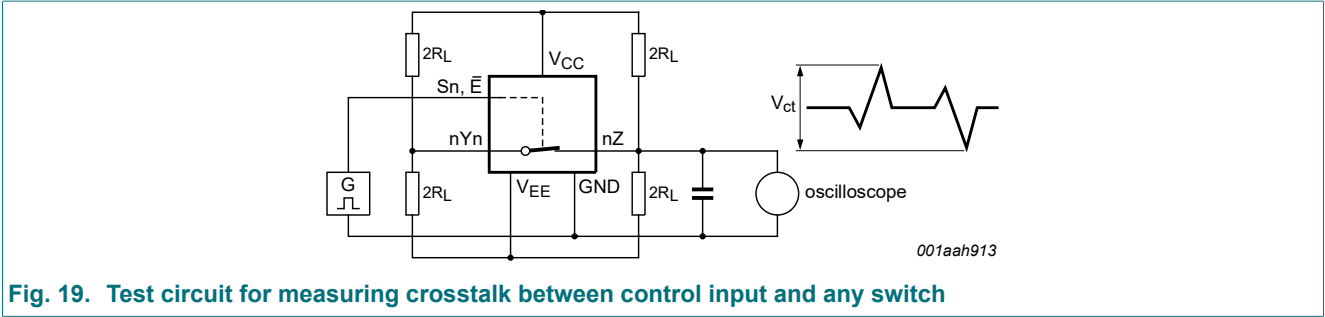 2RL
VCC
2RL
Sn, E̅
Vct
nYn
nZ
G
2RL
VEE
GND
2RL
oscilloscope
001aah913
Fig. 19. Test circuit for measuring crosstalk between control input and any switch